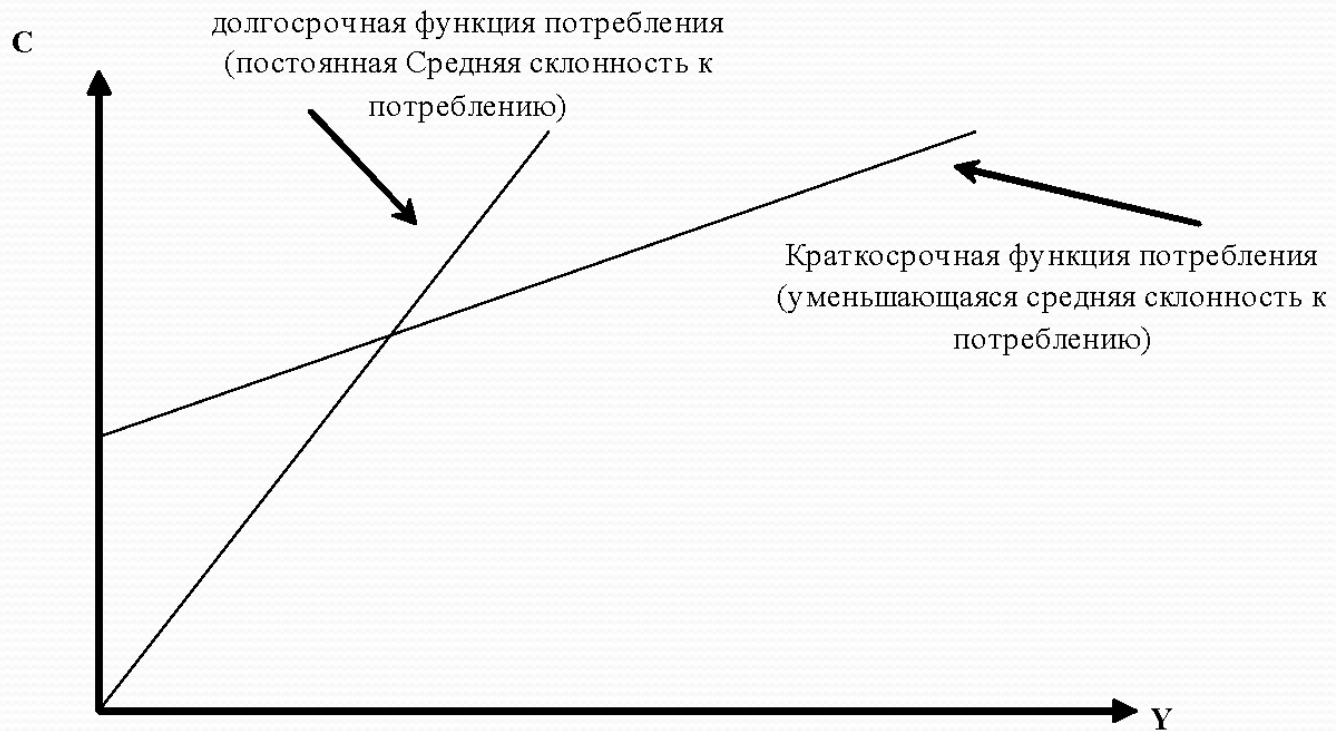 C
долгосрочная функция потребления
(постоянная Средняя склонность к
потреблению)
Краткосрочная функция потребления
(уменьшающаяся средняя склонность к
потреблению)
Y